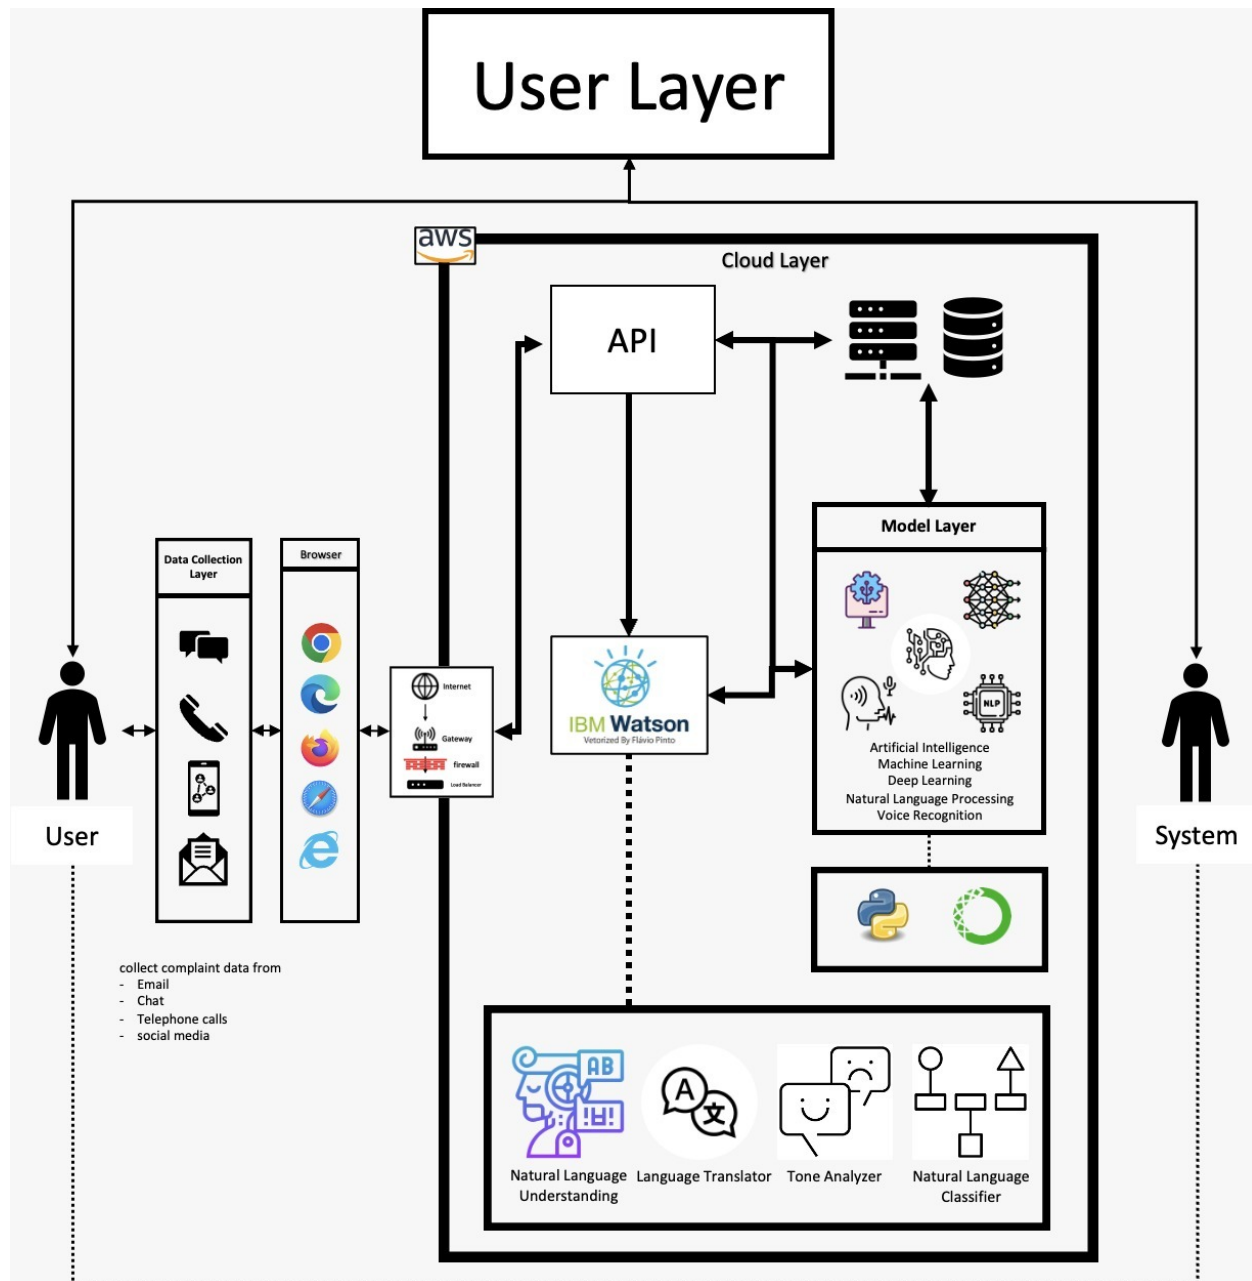 User Layer
aws
Cloud Layer
API
Model Layer
Data Collection
Layer
Browser
Internet
Gateway
firewall
Load Balancer
IBM Watson
Vetorized By Flávio Pinto
NLP
Artificial Intelligence
Machine Learning
Deep Learning
Natural Language Processing
Voice Recognition
User
System
collect complaint data from
- Email
- Chat
- Telephone calls
- social media
AB
A
文
Natural Language
Understanding
Language Translator
Tone Analyzer
Natural Language
Classifier